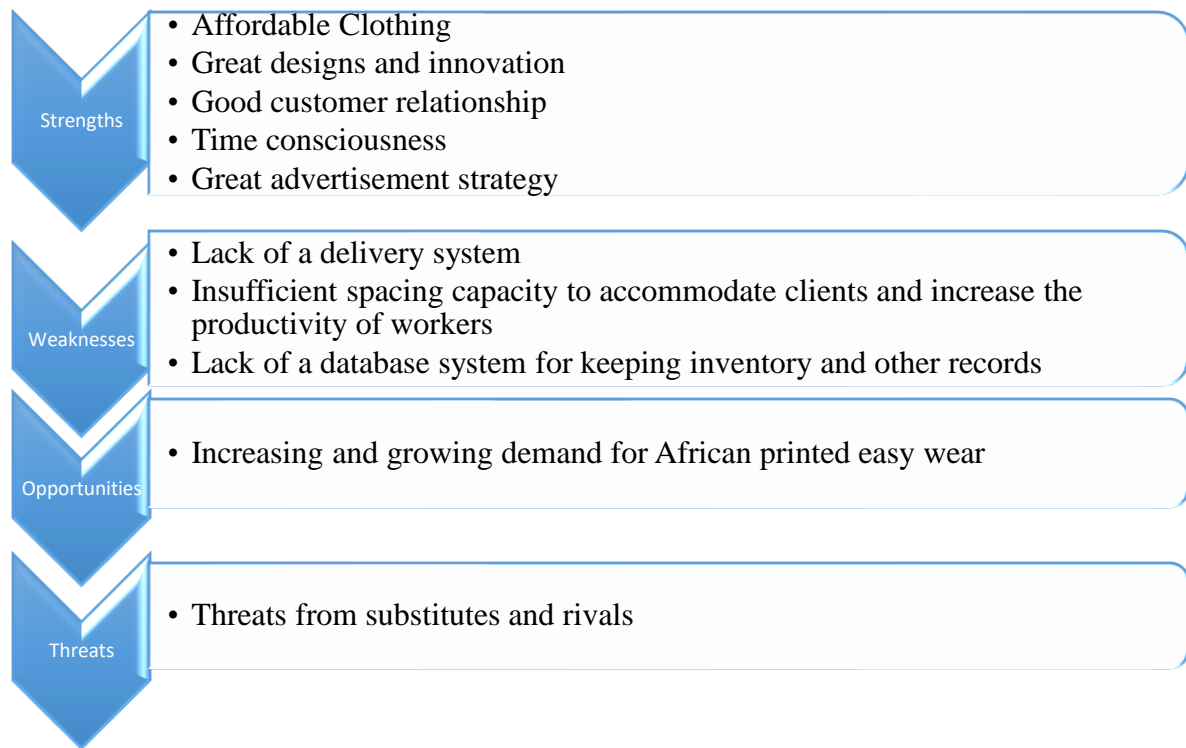 Strengths
• Affordable Clothing
• Great designs and innovation
• Good customer relationship
• Time consciousness
• Great advertisement strategy
Weaknesses
• Lack of a delivery system
• Insufficient spacing capacity to accommodate clients and increase the
productivity of workers
• Lack of a database system for keeping inventory and other records
Opportunities
• Increasing and growing demand for African printed easy wear
Threats
• Threats from substitutes and rivals